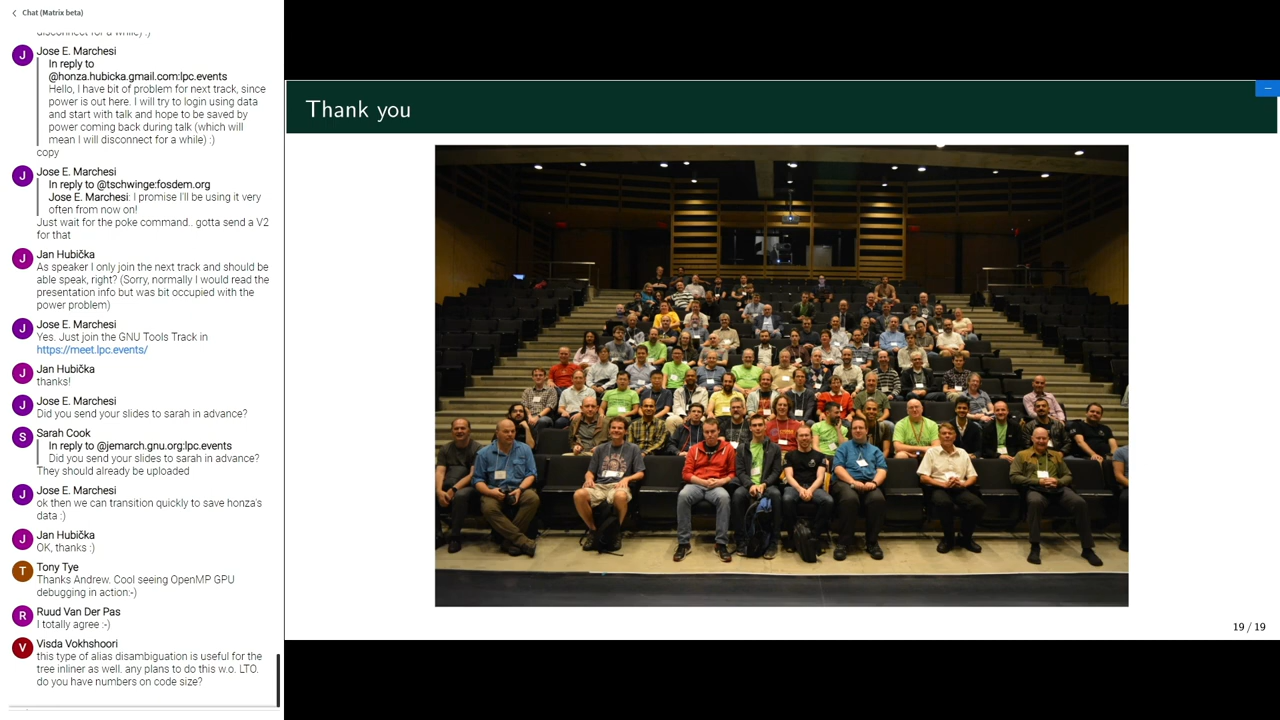 Chat (Matrix beta)
disconnect for a while) :)
Jose E. Marchesi
In reply to
@honza.hubicka.gmail.com:lpc.events
Hello, I have bit of problem for next track, since
power is out here. I will try to login using data
and start with talk and hope to be saved by
power coming back during talk (which will
mean I will disconnect for a while) :)
copy
Jose E. Marchesi
In reply to @tschwinge:fosdem.org
Jose E. Marchesi: I promise I'll be using it very
often from now on!
Just wait for the poke command.. gotta send a V2
for that
Jan Hubička
As speaker I only join the next track and should be
able speak, right? (Sorry, normally I would read the
presentation info but was bit occupied with the
power problem)
Jose E. Marchesi
Yes. Just join the GNU Tools Track in
https://meet.lpc.events/
Jan Hubička
thanks!
Jose E. Marchesi
Did you send your slides to sarah in advance?
Sarah Cook
In reply to @jemarch.gnu.org:lpc.events
Did you send your slides to sarah in advance?
They should already be uploaded
Jose E. Marchesi
ok then we can transition quickly to save honza's
data :)
Jan Hubička
OK, thanks :)
Tony Tye
Thanks Andrew. Cool seeing OpenMP GPU
debugging in action:-)
Ruud Van Der Pas
I totally agree :-)
Visda Vokhshoori
this type of alias disambiguation is useful for the
tree inliner as well. any plans to do this w.o. LTO.
do you have numbers on code size?
Thank you
19 / 19